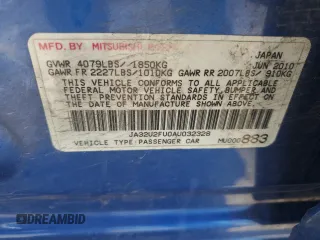 MFD. BY MITSUBISHI
JAPAN
GVWR 4079LBS/ 1850KG JUN 2010
GAWR FR 2227LBS/1010KG GAWR RR 2007LBS/ 910KG
THIS VEHICLE CONFORMS TO ALL APPLICABLE
FEDERAL MOTOR VEHICLE SAFETY, BUMPER, AND
THEFT PREVENTION STANDARDS IN EFFECT ON
THE DATE OF MANUFACTURE SHOWN ABOVE.
JA32U2FU0AU032328
VEHICLE TYPE:PASSENGER CAR MU000883
© AUTOBIDMASTER